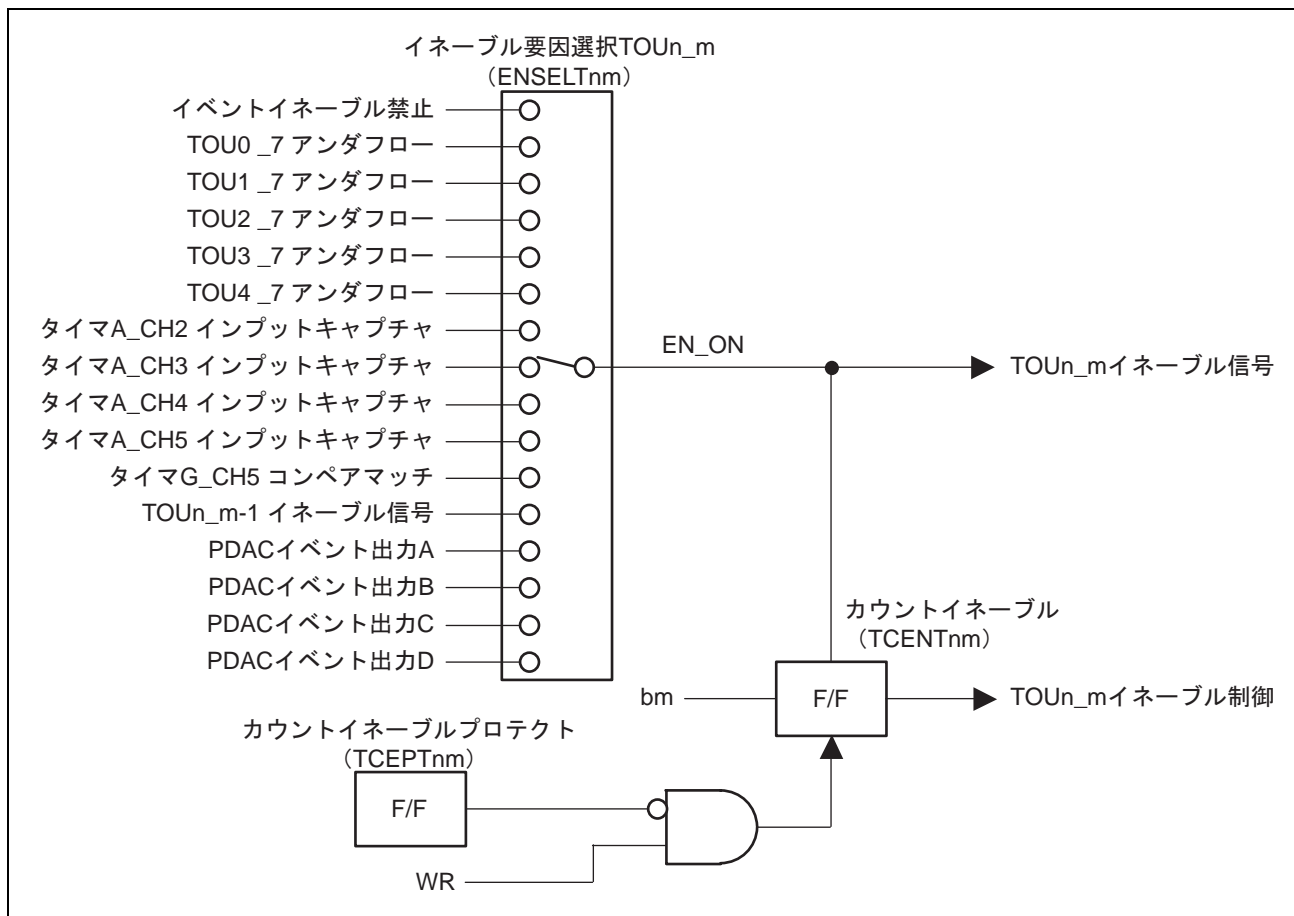 イネーブル要因選択TOUn_m
（ENSELTnm）
イベントイネーブル禁止
TOU0 _7 アンダフロー
TOU1 _7 アンダフロー
TOU2 _7 アンダフロー
TOU3 _7 アンダフロー
TOU4 _7 アンダフロー
タイマA_CH2 インプットキャプチャ
タイマA_CH3 インプットキャプチャ
タイマA_CH4 インプットキャプチャ
タイマA_CH5 インプットキャプチャ
タイマG_CH5 コンペアマッチ
TOUn_m-1 イネーブル信号
PDACイベント出力A
PDACイベント出力B
PDACイベント出力C
PDACイベント出力D
EN_ON
TOUn_mイネーブル信号
カウントイネーブル
（TCENTnm）
bm
F/F
TOUn_mイネーブル制御
カウントイネーブルプロテクト
（TCEPTnm）
F/F
WR